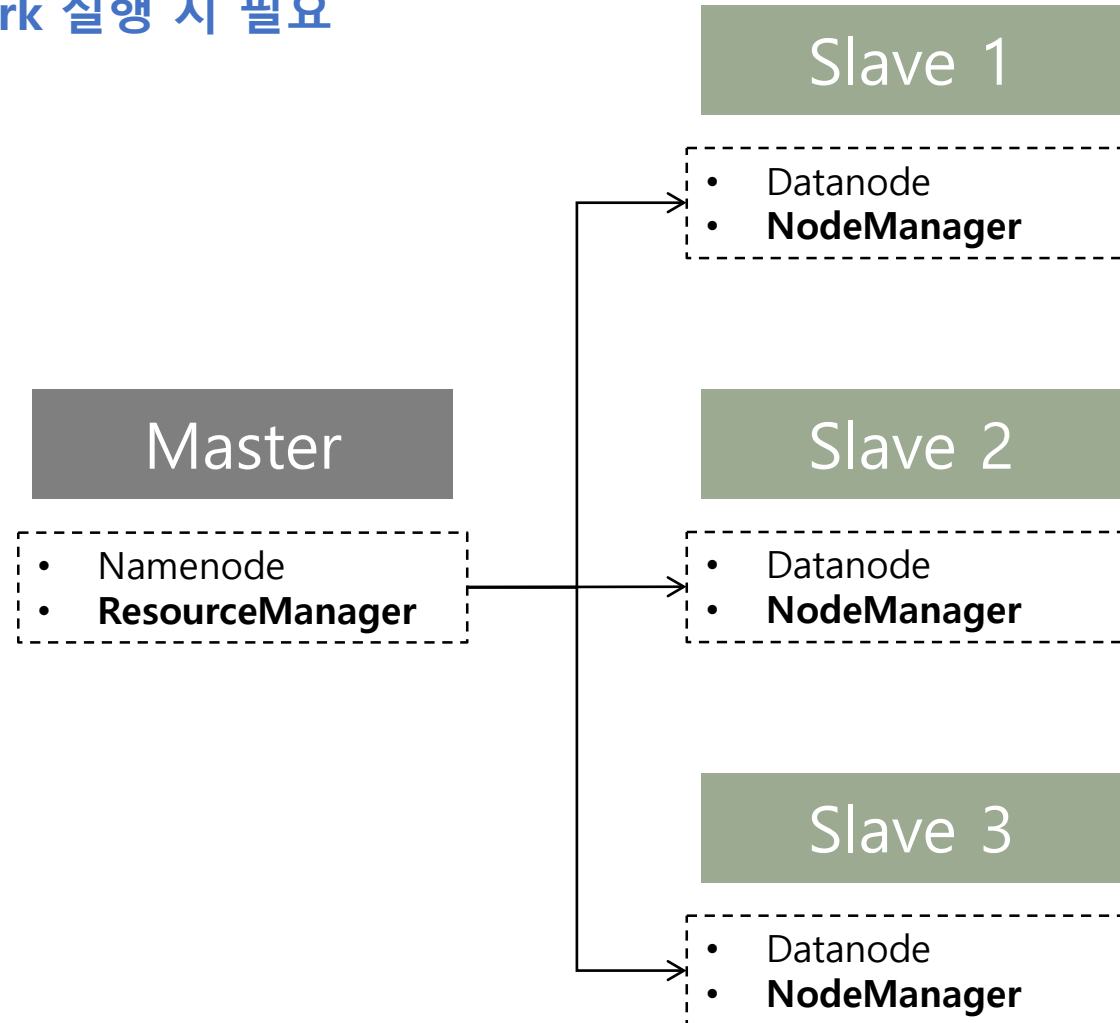 rk 실행 시 필요
Slave 1
• Datanode
• NodeManager
Master
• Namenode
• ResourceManager
Slave 2
• Datanode
• NodeManager
Slave 3
• Datanode
• NodeManager